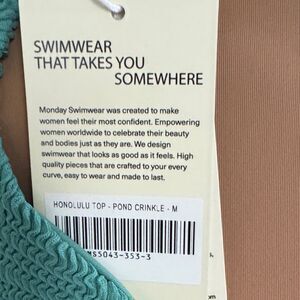 SWIMWEAR
THAT TAKES YOU
SOMEWHERE
Monday Swimwear was created to make
women feel their most confident. Empowering
women worldwide to celebrate their beauty
and bodies just as they are. We design
swimwear that looks as good as it feels. High
quality pieces that are crafted to your every
curve, easy to wear and made to last.
HONOLULU TOP - POND CRINKLE - M
MS5043-353-3